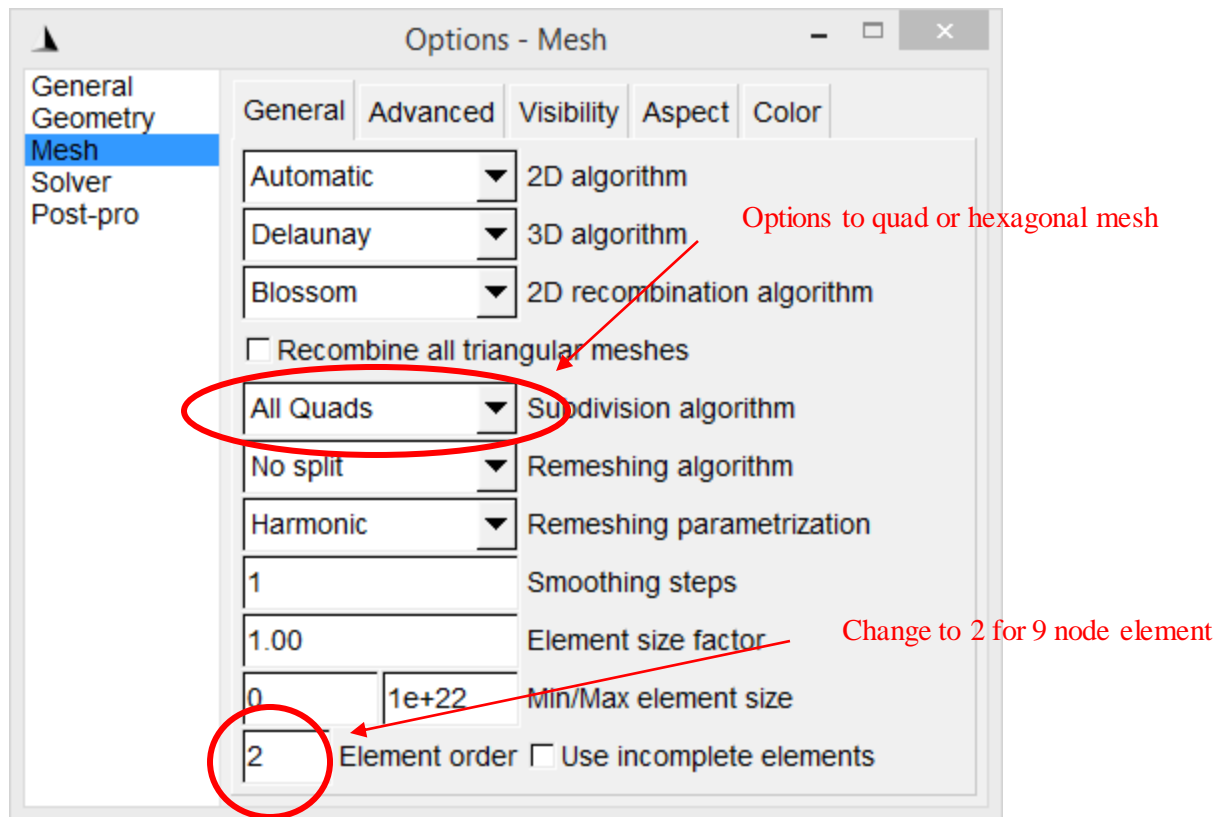 Options - Mesh
General
Geometry
Mesh
Solver
Post-pro
General Advanced Visibility Aspect Color
Automatic 2D algorithm
Options to quad or hexagonal mesh
Delaunay 3D algorithm
Blossom 2D recombination algorithm
Recombine all triangular meshes
All Quads Subdivision algorithm
No split Remeshing algorithm
Harmonic Remeshing parametrization
1 Smoothing steps
Change to 2 for 9 node element
1.00 Element size factor
0 1e+22 Min/Max element size
2 Element order Use incomplete elements